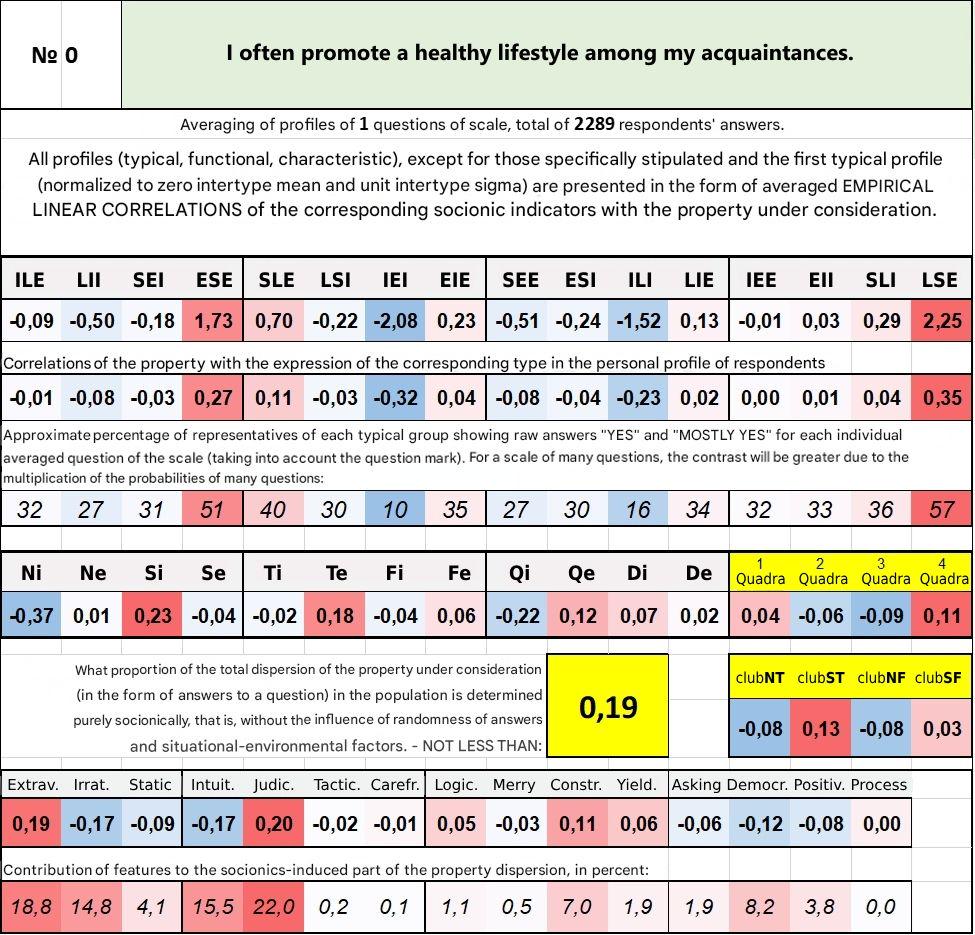 № 0
I often promote a healthy lifestyle among my acquaintances.
Averaging of profiles of 1 questions of scale, total of 2289 respondents' answers.
All profiles (typical, functional, characteristic), except for those specifically stipulated and the first typical profile
(normalized to zero intertype mean and unit intertype sigma) are presented in the form of averaged EMPIRICAL
LINEAR CORRELATIONS of the corresponding socionic indicators with the property under consideration.
ILE LII SEI ESE SLE LSI IEI EIE SEE ESI ILI LIE IEE EII SLI LSE
-0,09 -0,50 -0,18 1,73 0,70 -0,22 -2,08 0,23 -0,51 -0,24 -1,52 0,13 -0,01 0,03 0,29 2,25
Correlations of the property with the expression of the corresponding type in the personal profile of respondents
-0,01 -0,08 -0,03 0,27 0,11 -0,03 -0,32 0,04 -0,08 -0,04 -0,23 0,02 0,00 0,01 0,04 0,35
Approximate percentage of representatives of each typical group showing raw answers "YES" and "MOSTLY YES" for each individual
averaged question of the scale (taking into account the question mark). For a scale of many questions, the contrast will be greater due to the
multiplication of the probabilities of many questions:
32 27 31 51 40 30 10 35 27 30 16 34 32 33 36 57
Ni Ne Si Se Ti Te Fi Fe Qi Qe Di De 1 Quadra 2 Quadra 3 Quadra 4 Quadra
-0,37 0,01 0,23 -0,04 -0,02 0,18 -0,04 0,06 -0,22 0,12 0,07 0,02 0,04 -0,06 -0,09 0,11
What proportion of the total dispersion of the property under consideration
(in the form of answers to a question) in the population is determined
purely socionically, that is, without the influence of randomness of answers
and situational-environmental factors. - NOT LESS THAN:
0,19
clubNT clubST clubNF clubSF
-0,08 0,13 -0,08 0,03
Extrav. Irrat. Static Intuit. Judic. Tactic. Carefr. Logic. Merry Constr. Yield. Asking Democr. Positiv. Process
0,19 -0,17 -0,09 -0,17 0,20 -0,02 -0,01 0,05 -0,03 0,11 0,06 -0,06 -0,12 -0,08 0,00
Contribution of features to the socionics-induced part of the property dispersion, in percent:
18,8 14,8 4,1 15,5 22,0 0,2 0,1 1,1 0,5 7,0 1,9 1,9 8,2 3,8 0,0